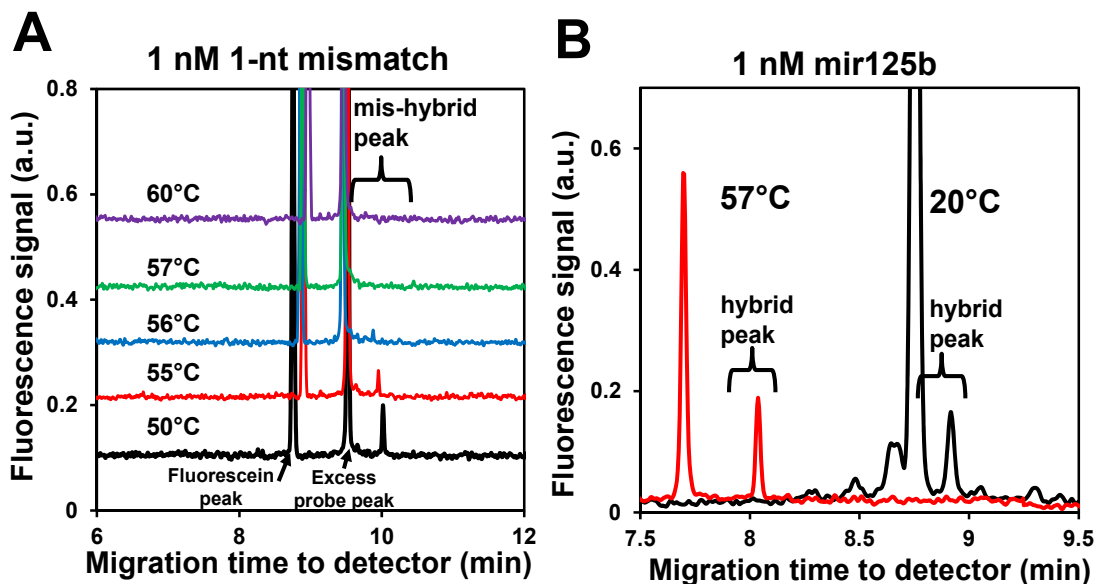 A
1 nM 1-nt mismatch
Fluorescence signal (a.u.)
0.8
0.6
0.4
0.2
0
mis-hybrid
peak
60°C
57°C
56°C
55°C
50°C
Fluorescein
peak
Excess
probe peak
6
8
10
12
Migration time to detector (min)
B
1 nM mir125b
Fluorescence signal (a.u.)
0.6
0.4
0.2
0
57°C
20°C
hybrid
peak
hybrid
peak
7.5
8
8.5
9
9.5
Migration time to detector (min)